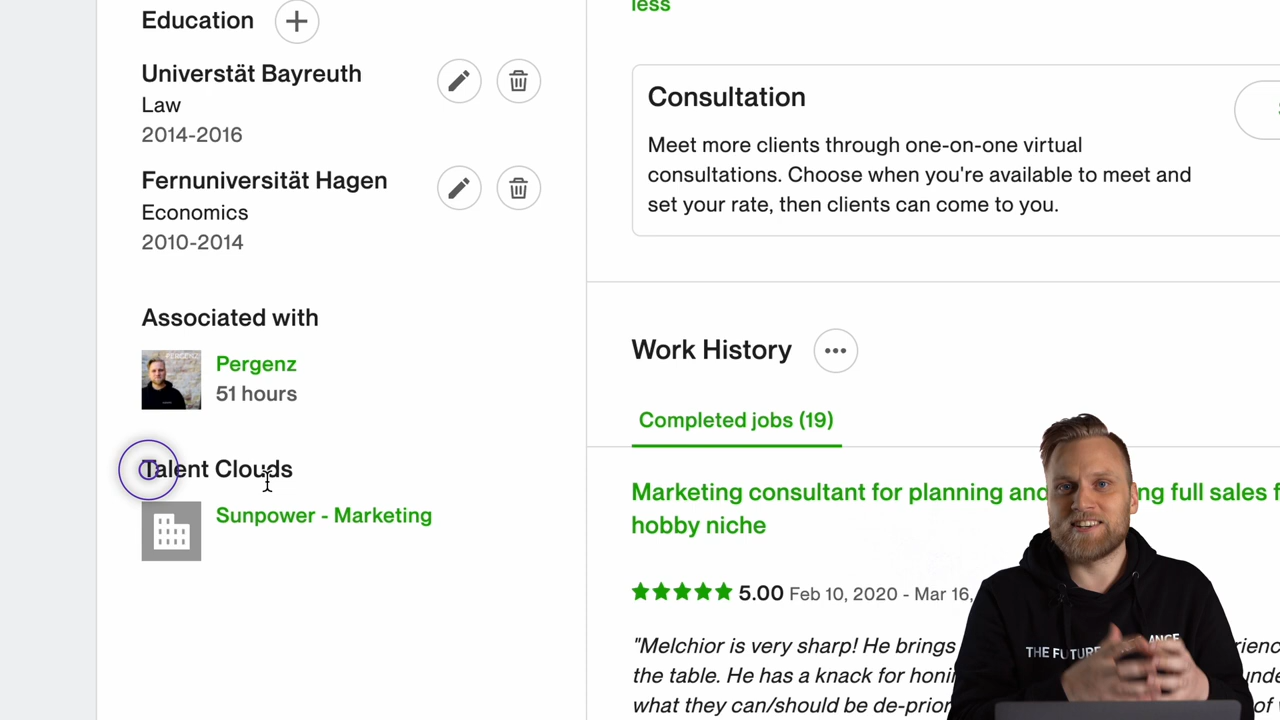 Education
Universtät Bayreuth
Law
2014-2016
Fernuniversität Hagen
Economics
2010-2014
Associated with
Pergenz
51 hours
Talent Clouds
Sunpower - Marketing
less
Consultation
Meet more clients through one-on-one virtual
consultations. Choose when you're available to meet and
set your rate, then clients can come to you.
Work History
Completed jobs (19)
Marketing consultant for planning and full sales
hobby niche
5.00 Feb 10, 2020 - Mar 16,
"Melchior is very sharp! He brings
the table. He has a knack for
what they can/should be
THE